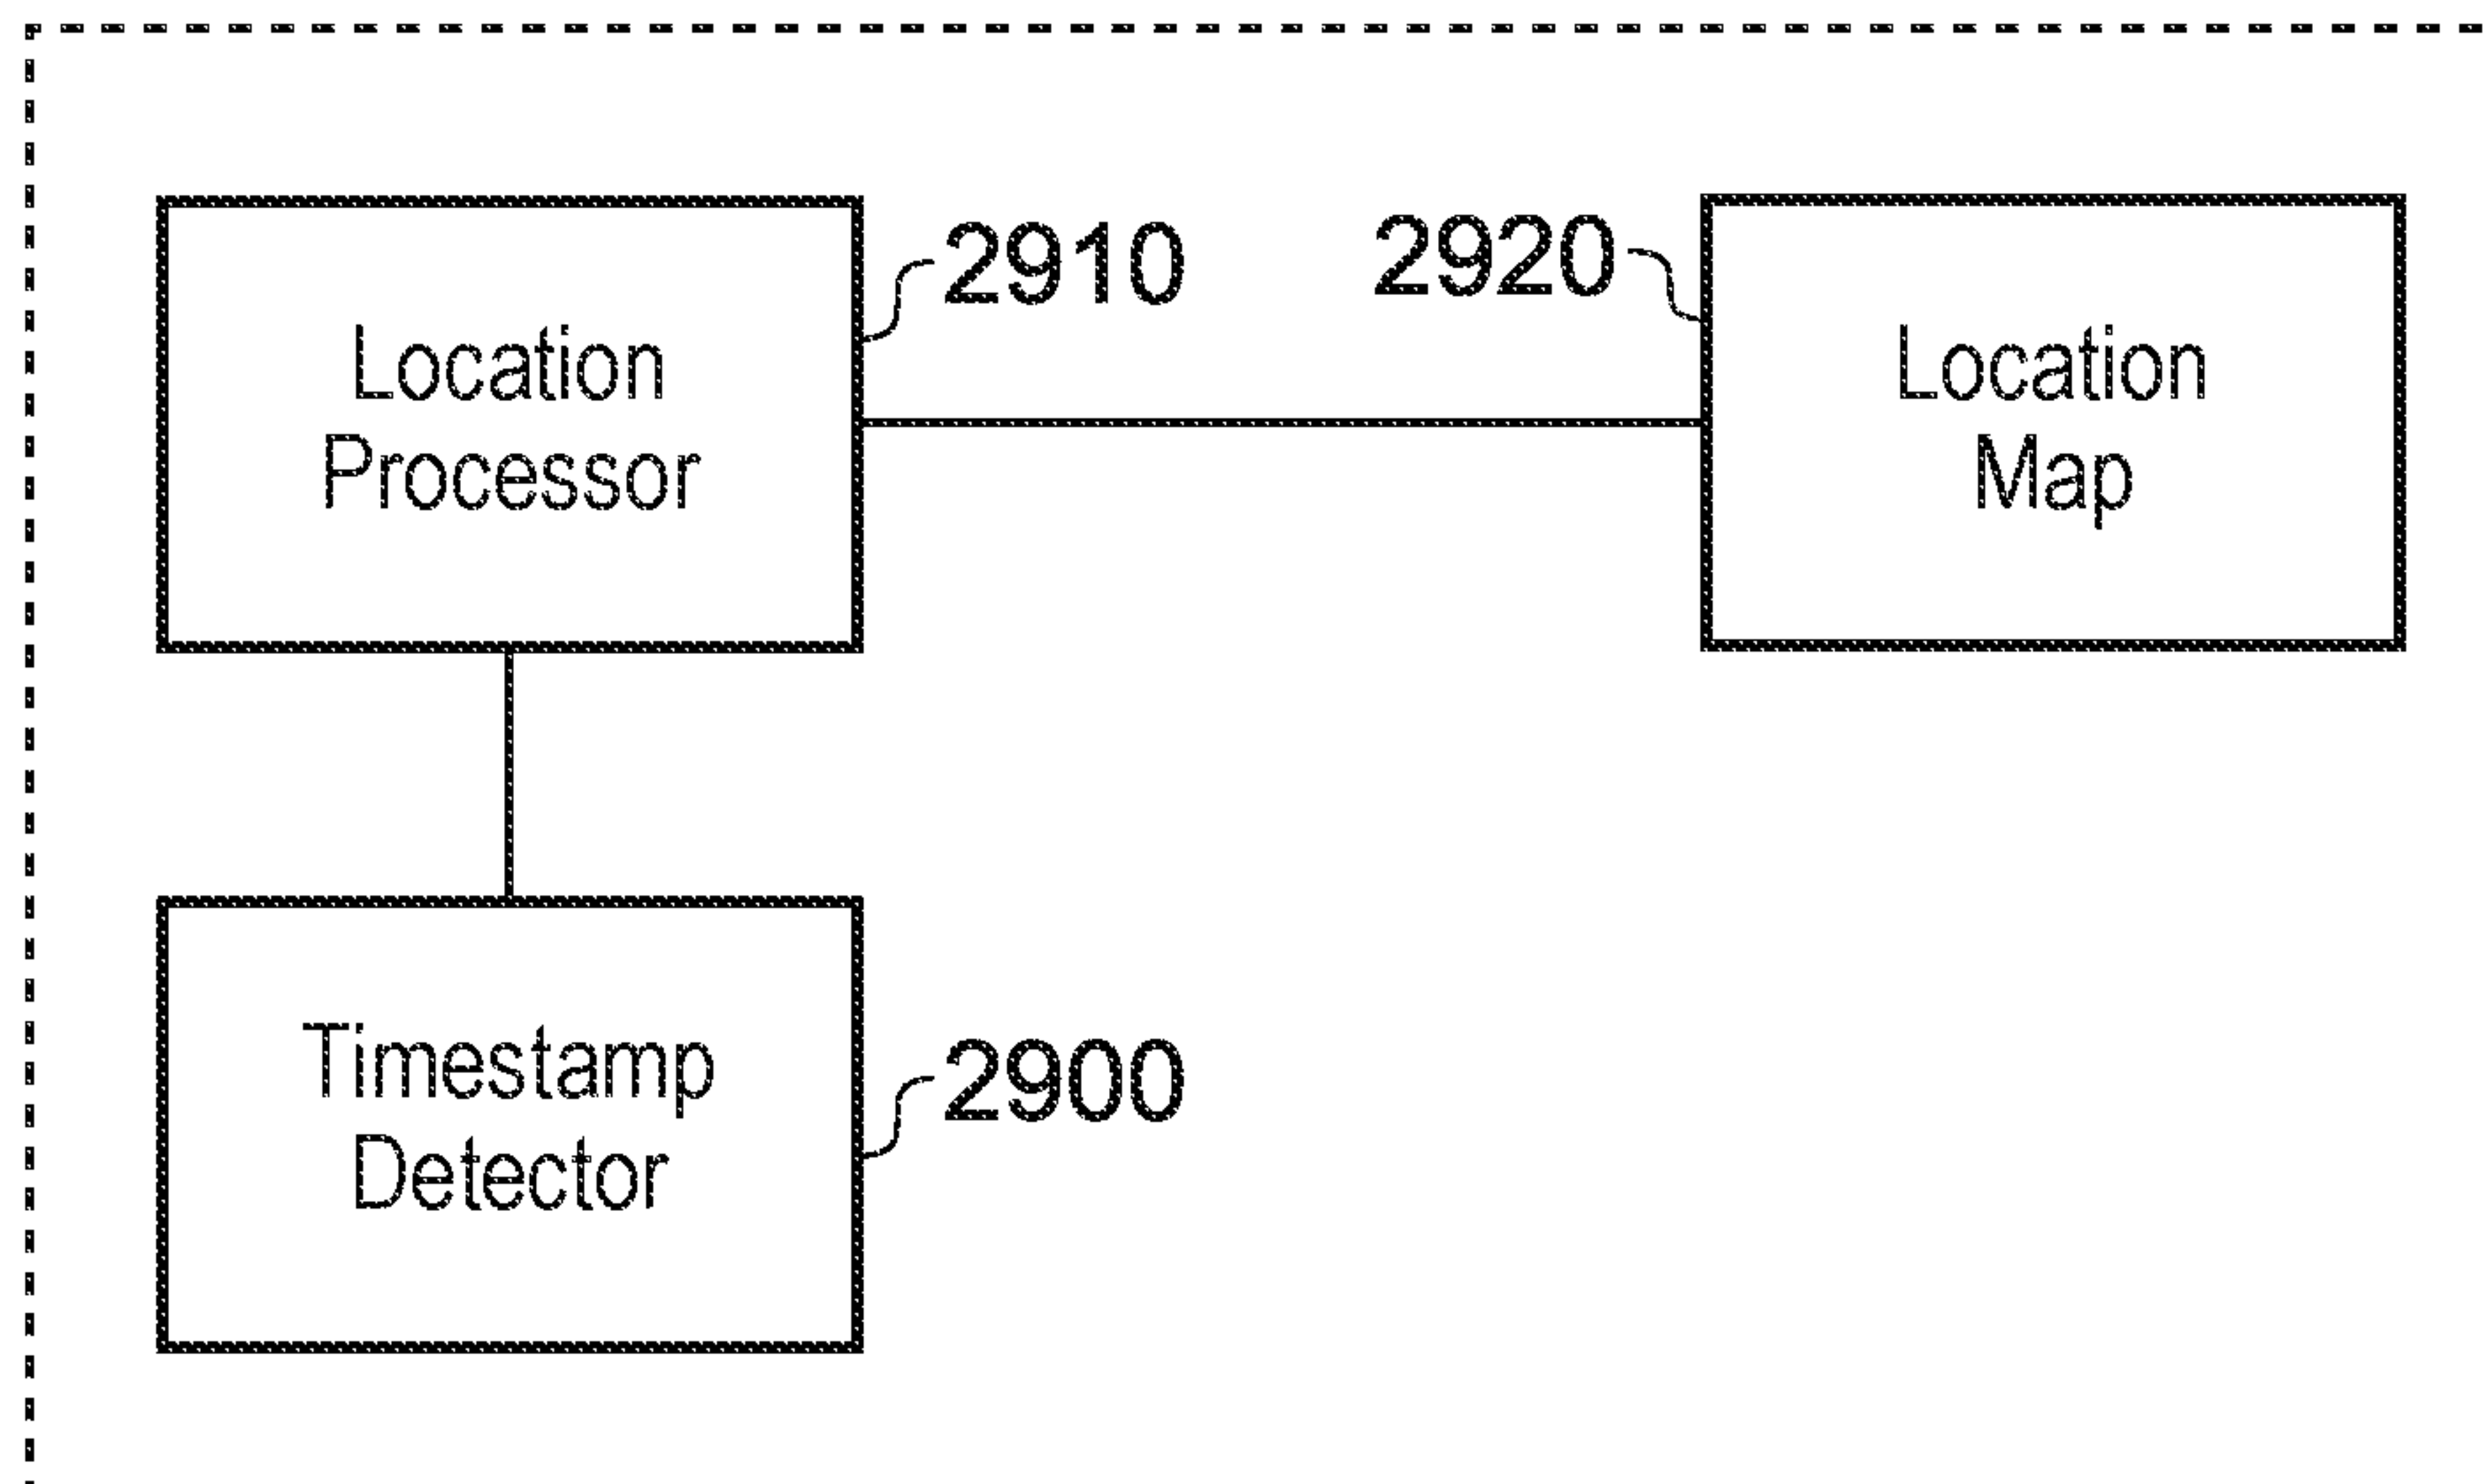 Location
Processor
2910
2920
Location
Map
Timestamp
Detector
2900